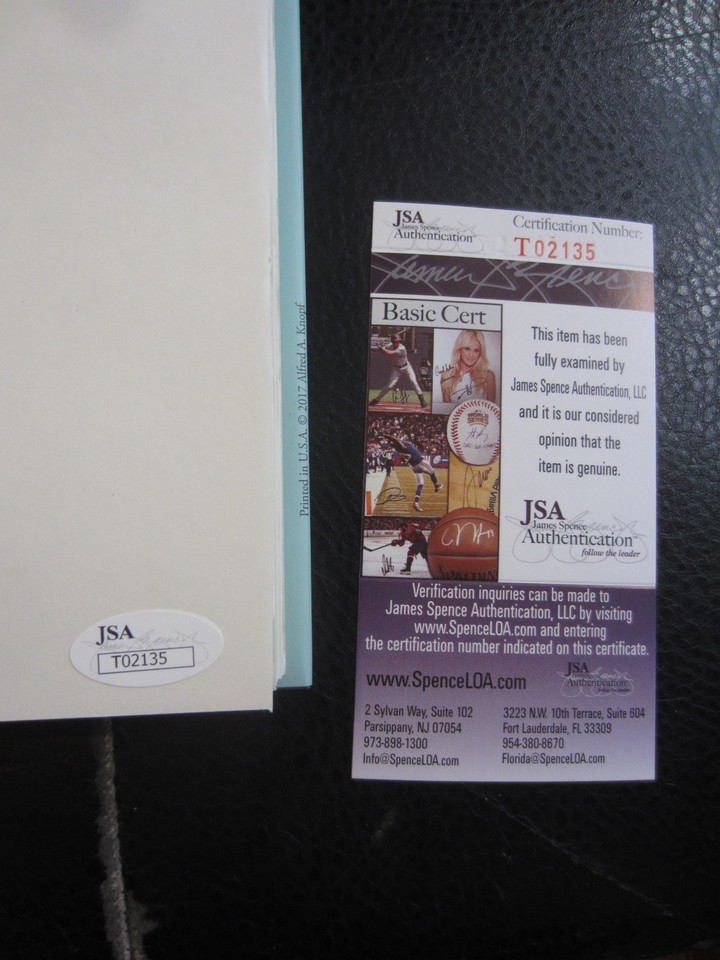 Printed in U.S.A. © 2017 Alfred A. Knopf
JSA
T02135
JSA
James Spence
Authentication
Certification Number:
T02135
Basic Cert
This item has been
fully examined by
James Spence Authentication, LLC
and it is our considered
opinion that the
item is genuine.
JSA
James Spence
Authentication
follow the leader
Verification inquiries can be made to
James Spence Authentication, LLC by visiting
www.SpenceLOA.com and entering
the certification number indicated on this certificate.
www.SpenceLOA.com
JSA
Authentication
follow the leader
2 Sylvan Way, Suite 102
Parsippany, NJ 07054
973-898-1300
Info@SpenceLOA.com
3223 N.W. 10th Terrace, Suite 604
Fort Lauderdale, FL 33309
954-380-8670
Florida@SpenceLOA.com